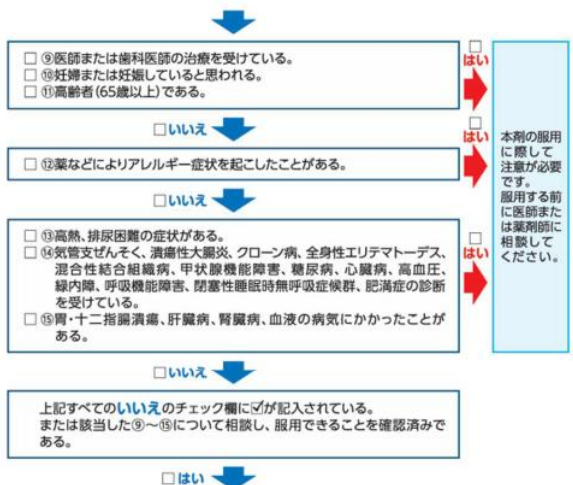 □ ⑨医師または歯科医師の治療を受けている。
□ ⑩妊婦または妊娠していると思われる。
□ ⑪高齢者(65歳以上)である。
□
はい
□いいえ
□ ⑫薬などによりアレルギー症状を起こしたことがある。
□
はい
□いいえ
□ ⑬高熱、排尿困難の症状がある。
□ ⑭気管支ぜんそく、潰瘍性大腸炎、クローン病、全身性エリテマトーデス、
混合性結合組織病、甲状腺機能障害、糖尿病、心臓病、高血圧、
緑内障、呼吸機能障害、閉塞性睡眠時無呼吸症候群、肥満症の診断
を受けている。
□ ⑮胃・十二指腸潰瘍、肝臓病、腎臓病、血液の病気にかかったことが
ある。
□
はい
本剤の服用
に際して
注意が必要
です。
服用する前
に医師また
は薬剤師に
相談して
ください。
□いいえ
上記すべてのいいえのチェック欄に☑が記入されている。
または該当した⑨〜⑮について相談し、服用できることを確認済みで
ある。
□はい